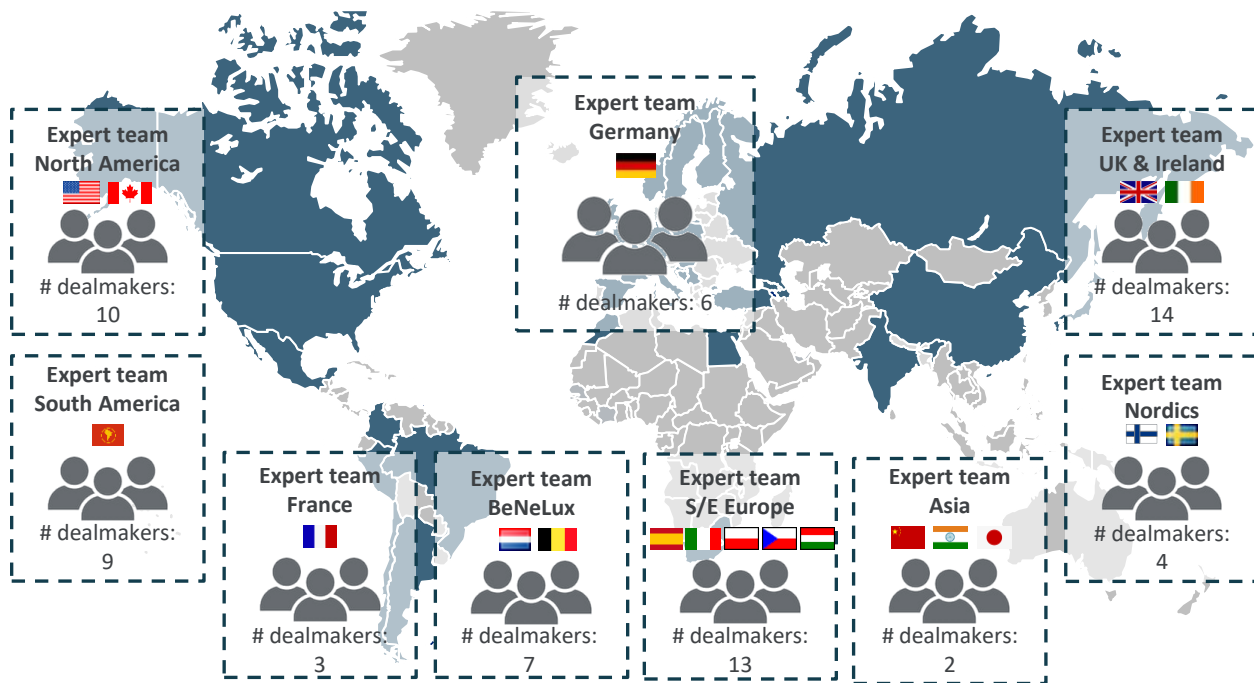 Expert team
North America
# dealmakers:
10
Expert team
Germany
# dealmakers: 6
Expert team
UK & Ireland
# dealmakers:
14
Expert team
South America
# dealmakers:
9
Expert team
France
# dealmakers:
3
Expert team
BeNeLux
# dealmakers:
7
Expert team
S/E Europe
# dealmakers:
13
Expert team
Asia
# dealmakers:
2
Expert team
Nordics
# dealmakers:
4